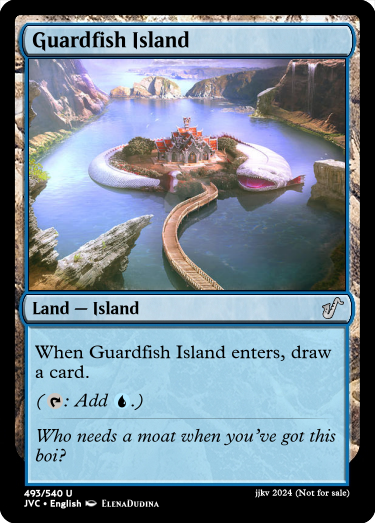 Guardfish Island
Land — Island
When Guardfish Island enters, draw
a card.
( : Add .)
Who needs a moat when you've got this
boi?
493/540 U
JVC • English ElenaDudina
jjkv 2024 (Not for sale)